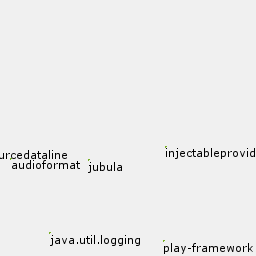 injectableprovid
urcedataline
audioformat
jubula
java.util.logging
play-framework